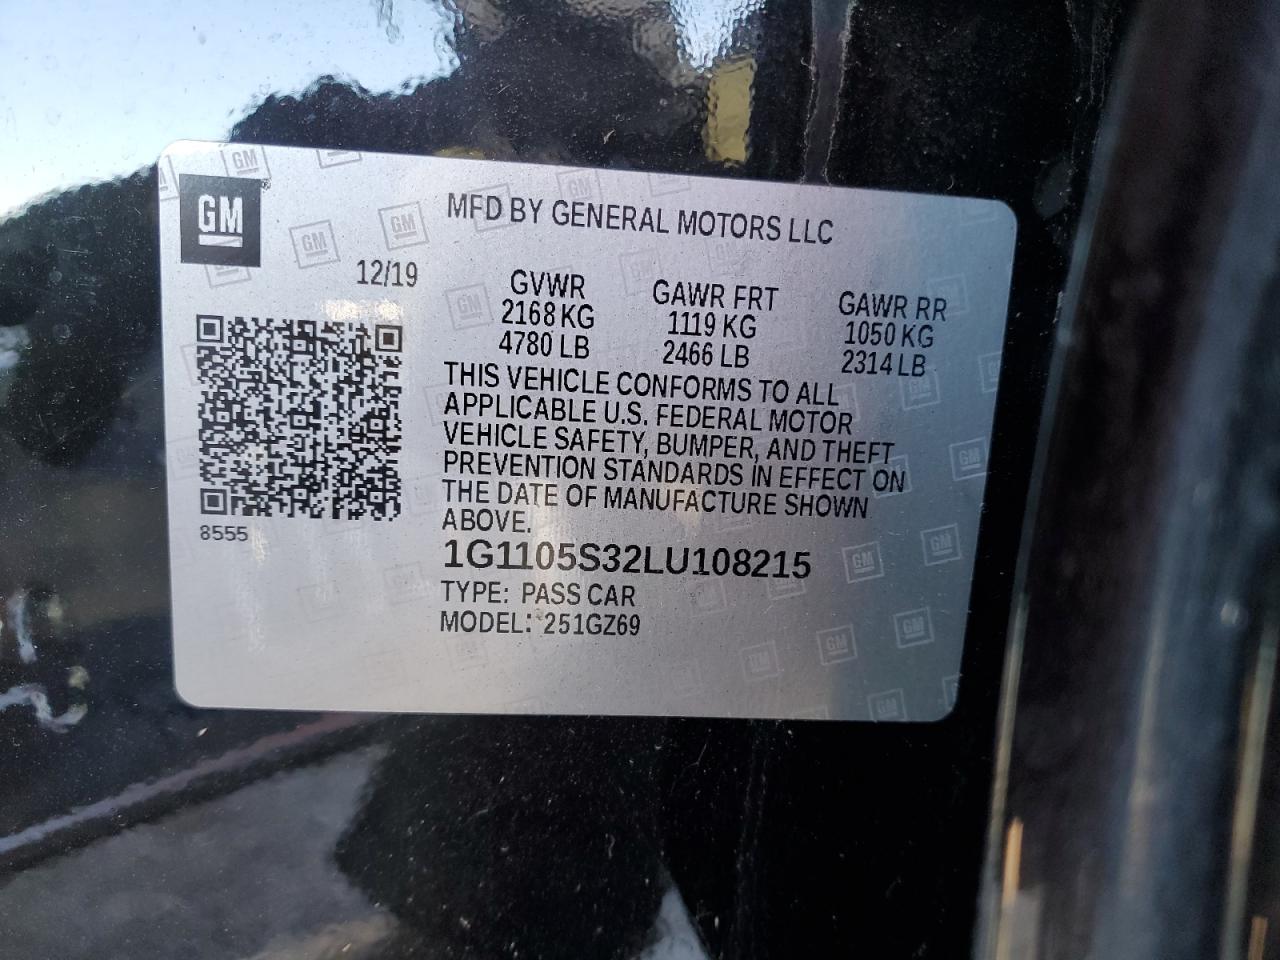 GM
12/19
MFD BY GENERAL MOTORS LLC
GVWR
2168 KG
4780 LB
GAWR FRT
1119 KG
2466 LB
GAWR RR
1050 KG
2314 LB
THIS VEHICLE CONFORMS TO ALL
APPLICABLE U.S. FEDERAL MOTOR
VEHICLE SAFETY, BUMPER, AND THEFT
PREVENTION STANDARDS IN EFFECT ON
THE DATE OF MANUFACTURE SHOWN
ABOVE.
8555
1G1105S32LU108215
TYPE: PASS CAR
MODEL: 251GZ69